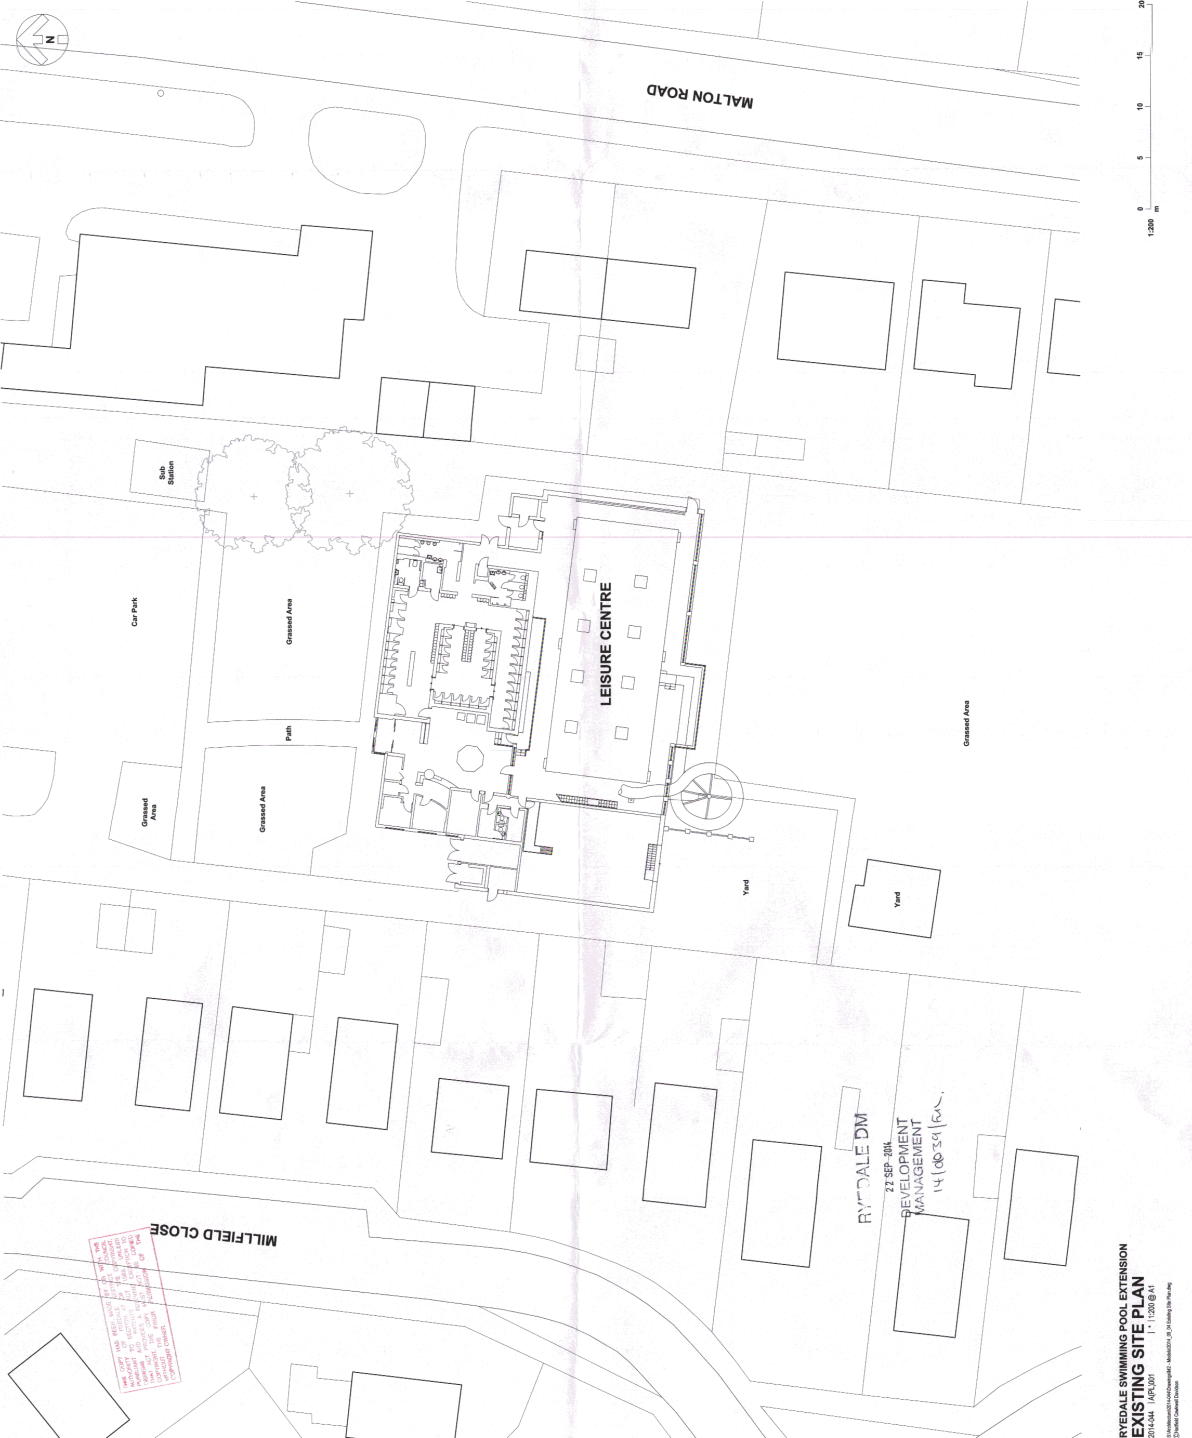 N
MALTON ROAD
20
15
10
5
0
m
1:200
Sub
Station
Car Park
Grassed Area
Path
Grassed
Area
Grassed Area
LEISURE CENTRE
Grassed Area
Yard
Yard
MILLFIELD CLOSE
RYEDALE DM
22 SEP 2014
DEVELOPMENT
MANAGEMENT
RYEDALE SWIMMING POOL EXTENSION
EXISTING SITE PLAN
2014-044 | A(PL)001 | * | 1:200 @ A1